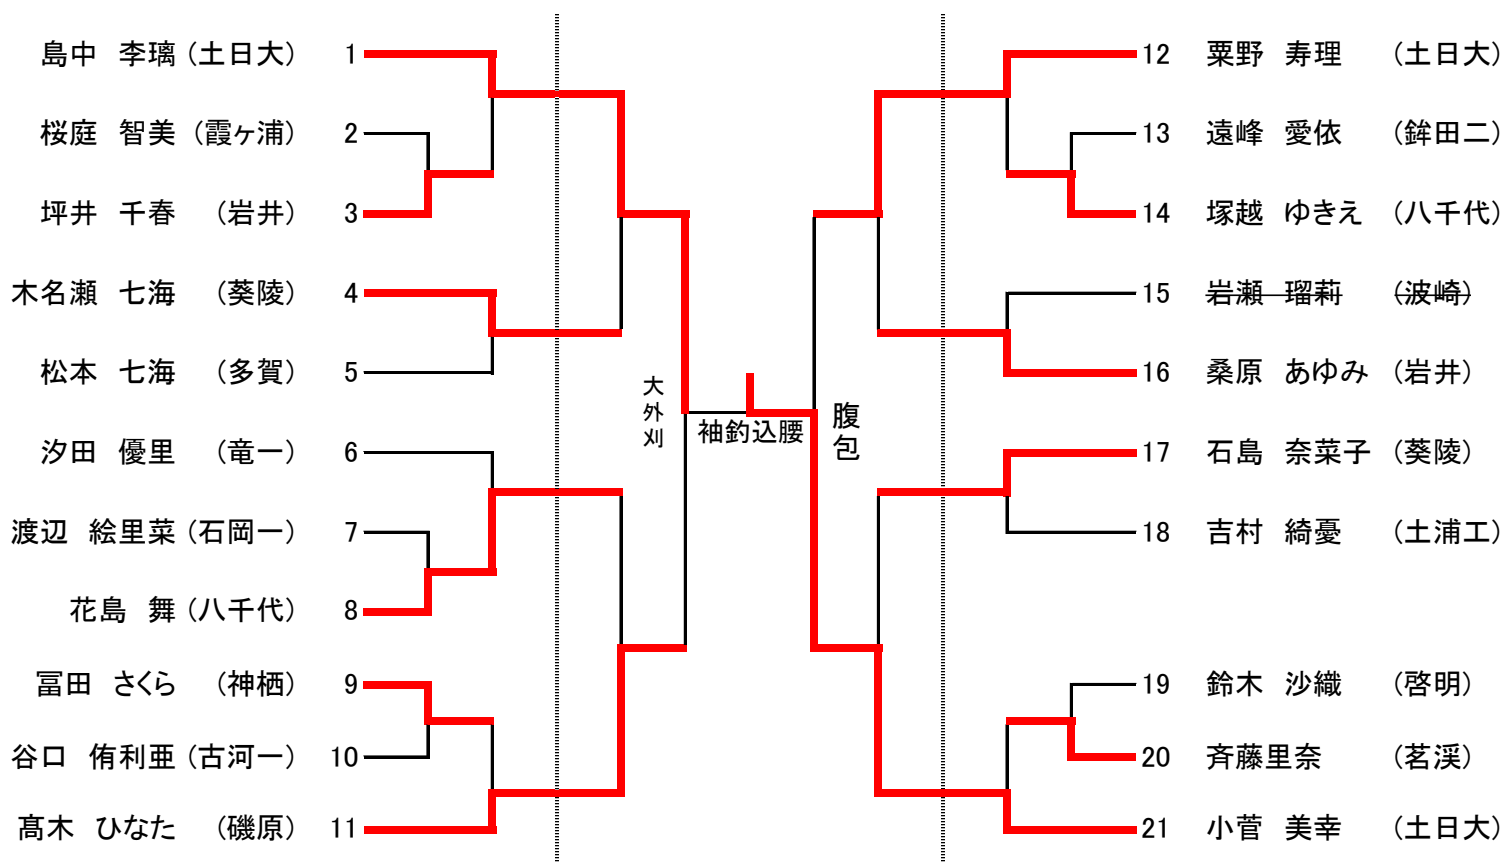 島中 李璃 (土日大) 1
桜庭 智美 (霞ヶ浦) 2
坪井 千春 (岩井) 3
木名瀬 七海 (葵陵) 4
松本 七海 (多賀) 5
汐田 優里 (竜一) 6
渡辺 絵里菜 (石岡一) 7
花島 舞 (八千代) 8
冨田 さくら (神栖) 9
谷口 侑利亜 (古河一) 10
髙木 ひなた (磯原) 11
大外刈
袖釣込腰
腹包
12 粟野 寿理 (土日大)
13 遠峰 愛依 (鉾田二)
14 塚越 ゆきえ (八千代)
15 岩瀬 瑠莉 (波崎)
16 桑原 あゆみ (岩井)
17 石島 奈菜子 (葵陵)
18 吉村 綺憂 (土浦工)
19 鈴木 沙織 (啓明)
20 斉藤里奈 (茗渓)
21 小菅 美幸 (土日大)